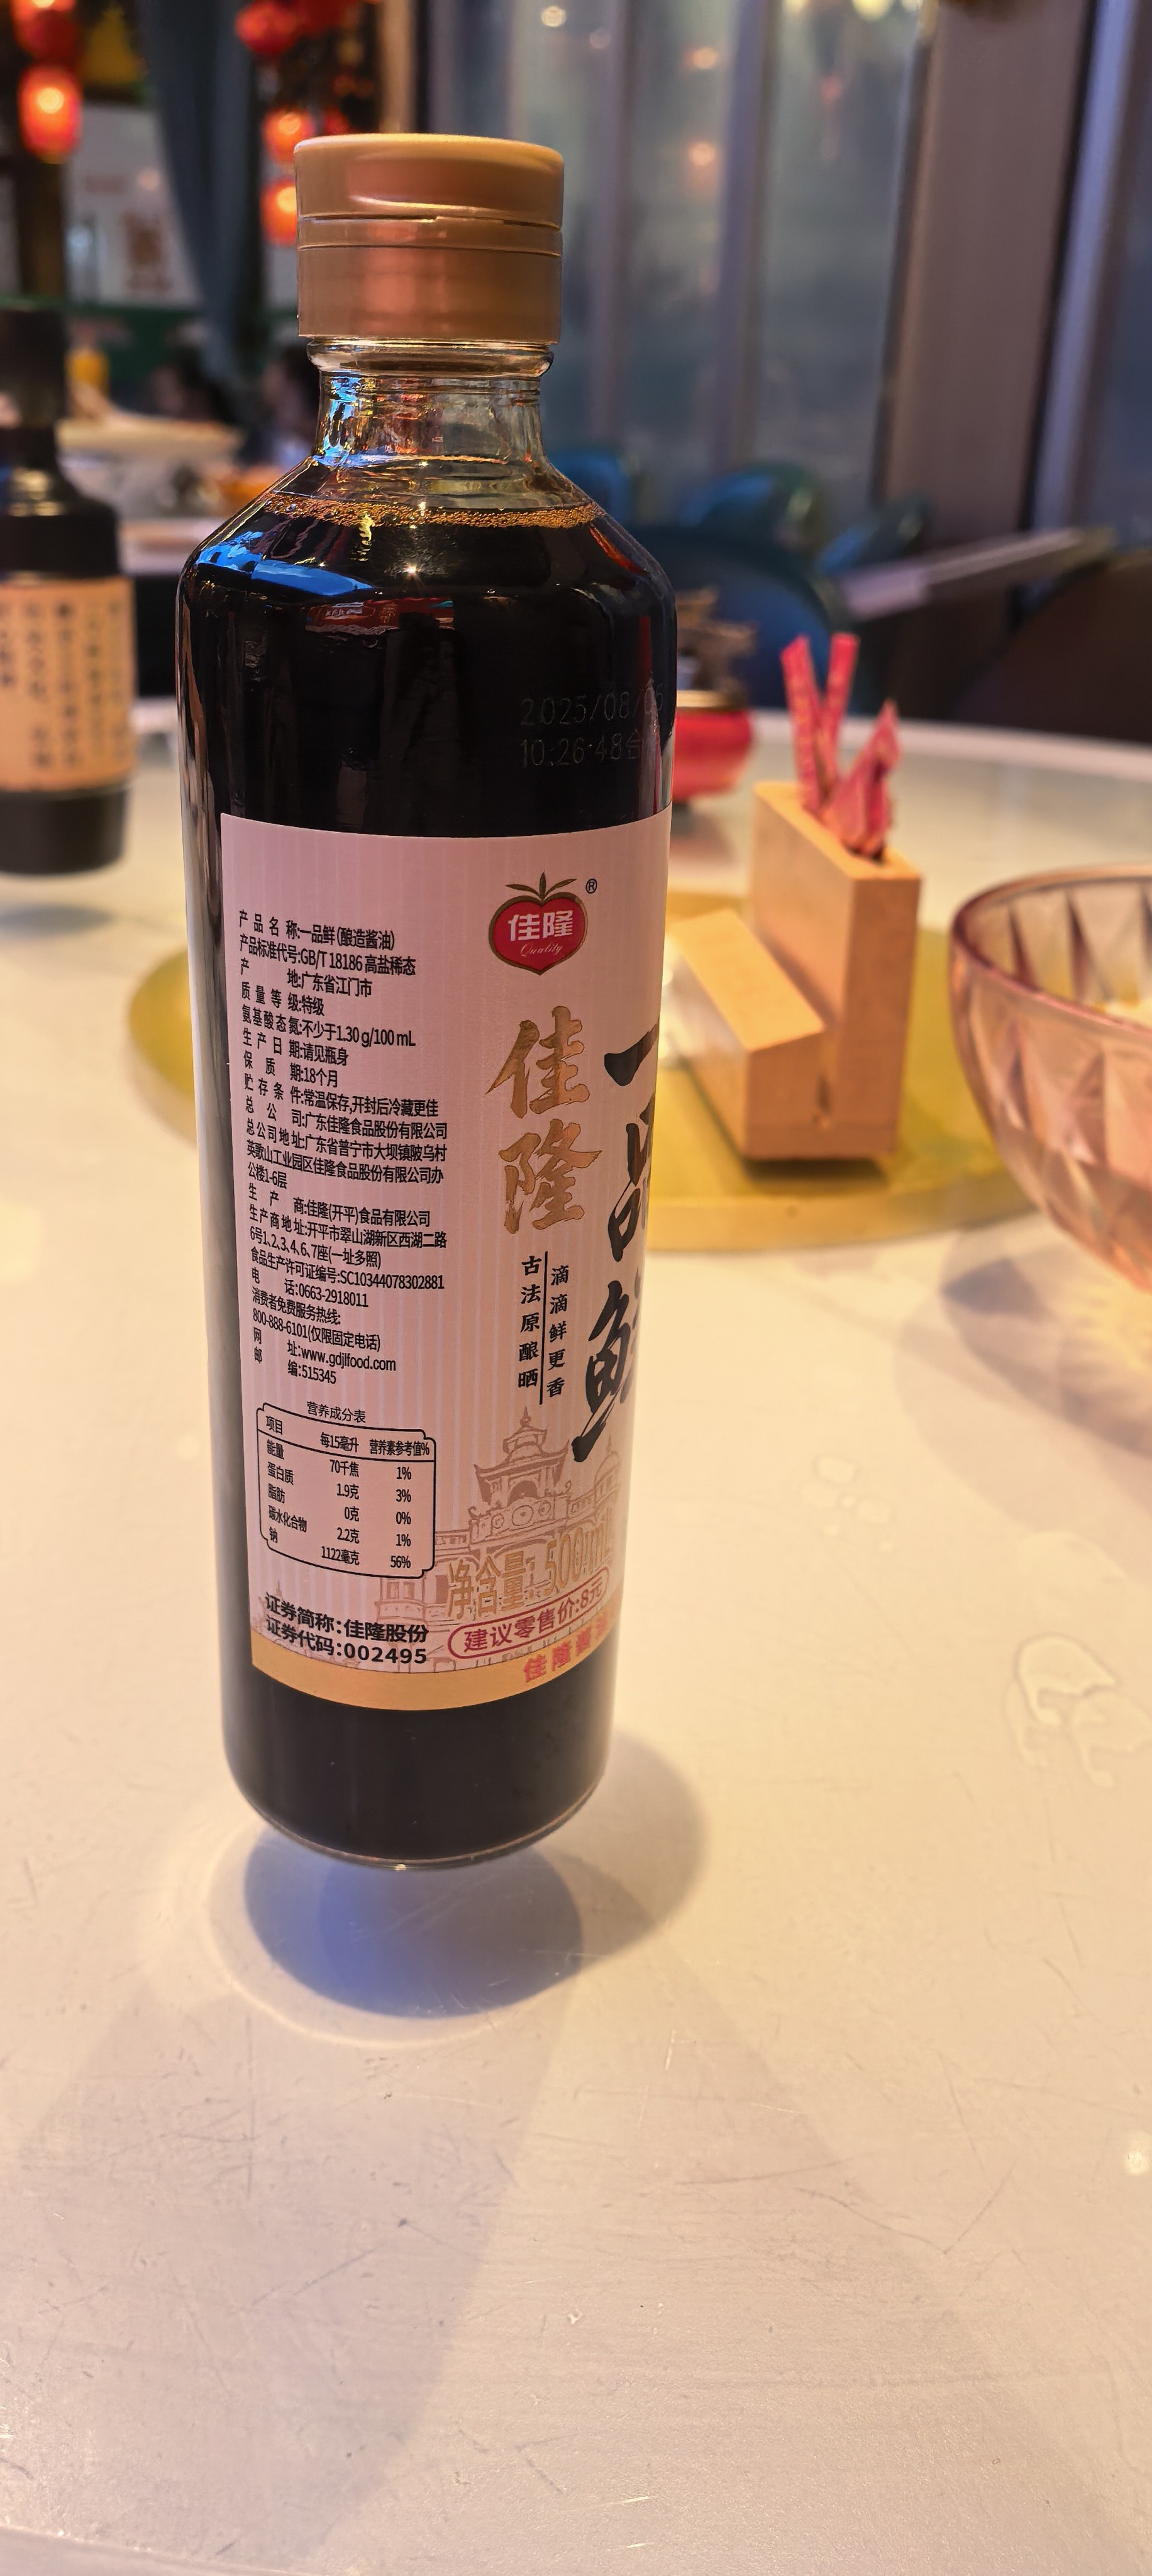 2025/08/0
10:26:48合
佳隆
Quality
®
产品名称:一品鲜(酿造酱油)
产品标准代号:GB/T 18186 高盐稀态
产地:广东省江门市
质量等级:特级
氨基酸态氮:不少于1.30 g/100 mL
生产日期:请见瓶身
保质期:18个月
贮存条件:常温保存,开封后冷藏更佳
总公司:广东佳隆食品股份有限公司
总公司地址:广东省普宁市大坝镇陂乌村
英歌山工业园区佳隆食品股份有限公司办
公楼1-6层
生产商:佳隆(开平)食品有限公司
生产商地址:开平市翠山湖新区西湖二路
6号1、2、3、4、6、7座(一址多照)
食品生产许可证编号:SC10344078302881
电话:0663-2918011
消费者免费服务热线:
800-888-6101(仅限固定电话)
网址:www.gdjlfood.com
邮编:515345
营养成分表
项目 每15毫升 营养素参考值%
能量 70千焦 1%
蛋白质 1.9克 3%
脂肪 0克 0%
碳水化合物 2.2克 1%
钠 1122毫克 56%
证券简称:佳隆股份
证券代码:002495
佳隆
一品鲜
古法原酿晒
滴滴鲜更香
净含量:500mL
建议零售价:8元
佳隆酱